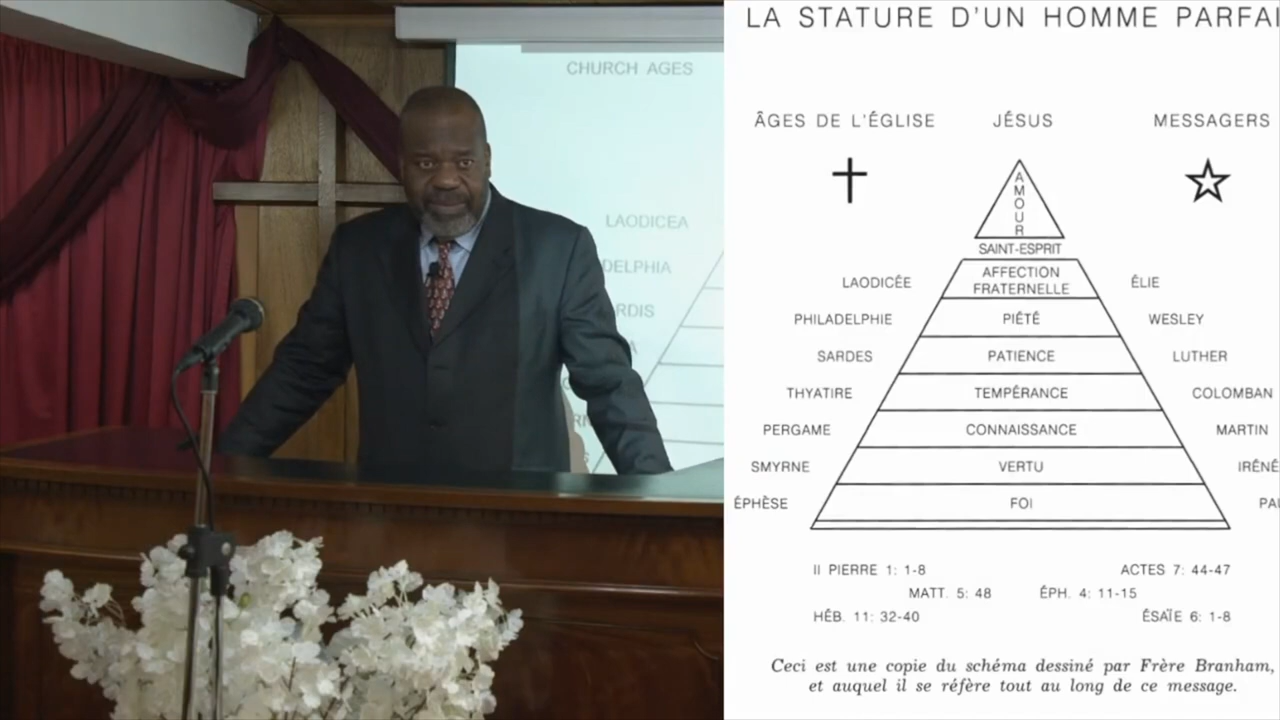 CHURCH AGES
LAODICEA
DELPHIA
RDIS
LA STATURE D'UN HOMME PARFAI
ÂGES DE L'ÉGLISE JÉSUS MESSAGERS
AMOUR
SAINT-ESPRIT
LAODICÉE AFFECTION FRATERNELLE ÉLIE
PHILADELPHIE PIÉTÉ WESLEY
SARDES PATIENCE LUTHER
THYATIRE TEMPÉRANCE COLOMBAN
PERGAME CONNAISSANCE MARTIN
SMYRNE VERTU IRÉNÉ
ÉPHÈSE FOI PA
II PIERRE 1: 1-8 ACTES 7: 44-47
MATT. 5: 48 ÉPH. 4: 11-15
HÉB. 11: 32-40 ÉSAÏE 6: 1-8
Ceci est une copie du schéma dessiné par Frère Branham,
et auquel il se réfère tout au long de ce message.